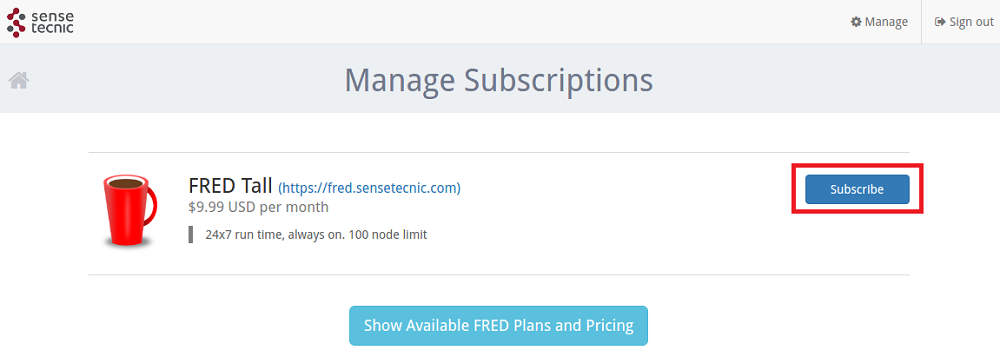 sense
tecnic
Manage
Sign out
Manage Subscriptions
FRED Tall (https://fred.sensetecnic.com)
Subscribe
$9.99 USD per month
24x7 run time, always on. 100 node limit
Show Available FRED Plans and Pricing